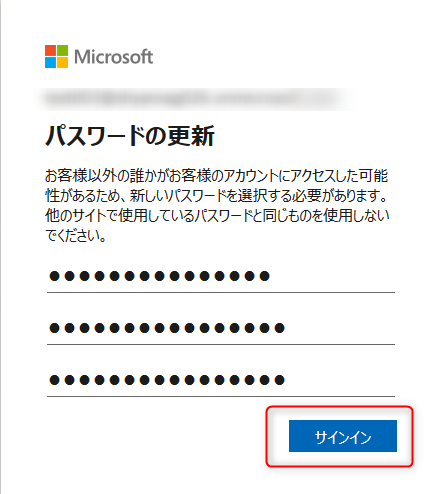 Microsoft
パスワードの更新
お客様以外の誰かがお客様のアカウントにアクセスした可能
性があるため、新しいパスワードを選択する必要があります。
他のサイトで使用しているパスワードと同じものを使用しない
でください。
●●●●●●●●●●●●●●●
●●●●●●●●●●●●●●●●
●●●●●●●●●●●●●●●●
サインイン